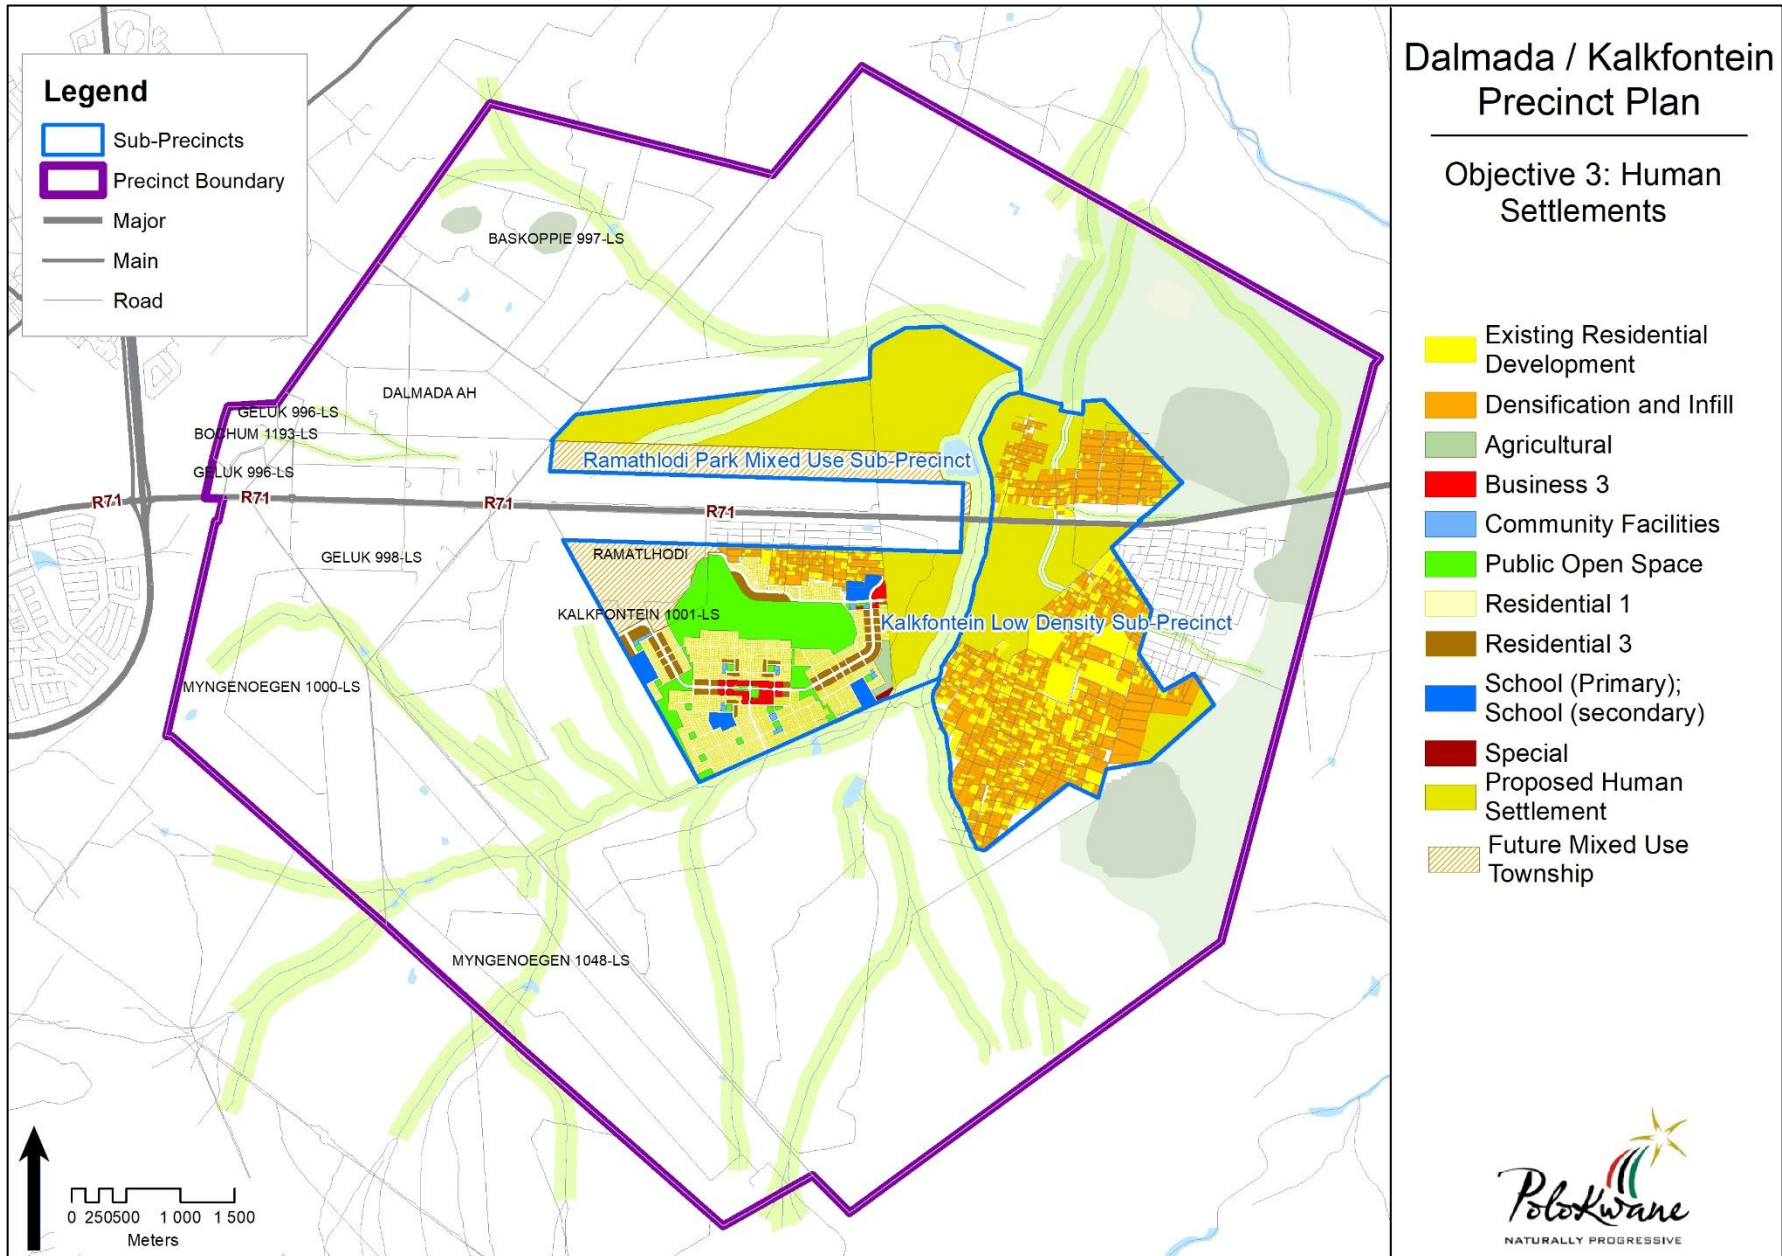 Legend
Sub-Precincts
Precinct Boundary
Major
Main
Road
BASKOPPIE 997-LS
DALMADA AH
GELUK 996-LS
BOCHUM 1193-LS
GELUK 996-LS
Ramathlodi Park Mixed Use Sub-Precinct
R71
R71
R71
R71
RAMATLHODI
GELUK 998-LS
KALKFONTEIN 1001-LS
Kalkfontein Low Density Sub-Precinct
MYNGENOEGEN 1000-LS
MYNGENOEGEN 1048-LS
0 250500 1 000 1 500
Meters
Dalmada / Kalkfontein
Precinct Plan
Objective 3: Human
Settlements
Existing Residential
Development
Densification and Infill
Agricultural
Business 3
Community Facilities
Public Open Space
Residential 1
Residential 3
School (Primary);
School (secondary)
Special
Proposed Human
Settlement
Future Mixed Use
Township
Polokwane
NATURALLY PROGRESSIVE